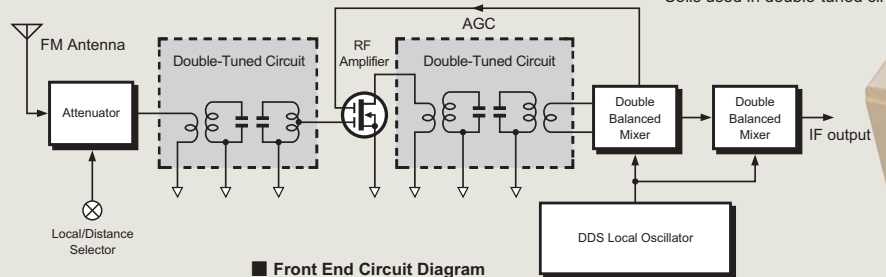 Coils used in double-tuned cir
AGC
FM Antenna
RF
Amplifier
Double-Tuned Circuit
Double-Tuned Circuit
Attenuator
Double
Balanced
Mixer
Double
Balanced
Mixer
IF output
Local/Distance
Selector
DDS Local Oscillator
■ Front End Circuit Diagram